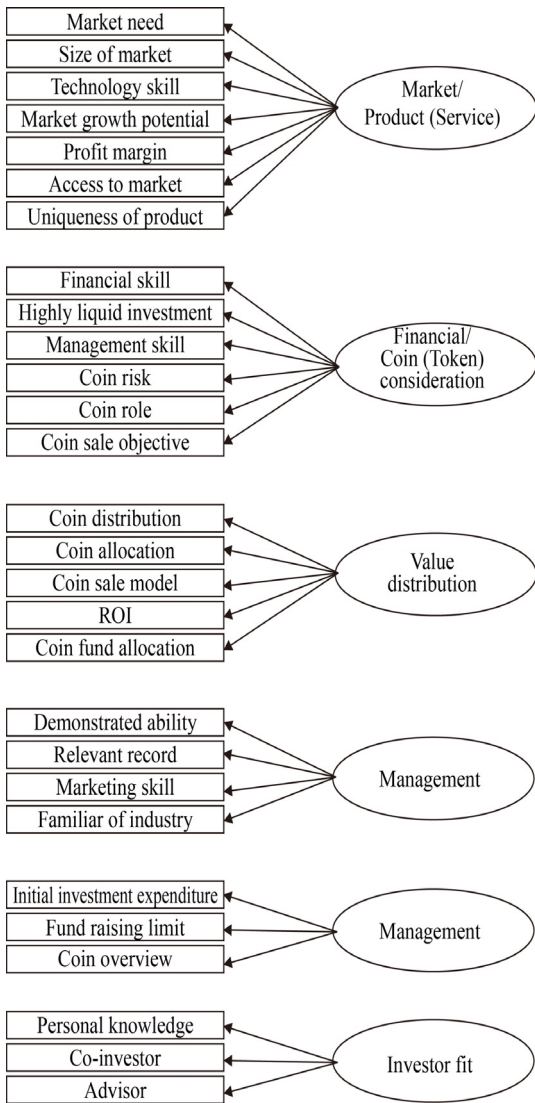 Market need
Size of market
Technology skill
Market growth potential
Profit margin
Access to market
Uniqueness of product
Market/
Product (Service)
Financial skill
Highly liquid investment
Management skill
Coin risk
Coin role
Coin sale objective
Financial/
Coin (Token)
consideration
Coin distribution
Coin allocation
Coin sale model
ROI
Coin fund allocation
Value
distribution
Demonstrated ability
Relevant record
Marketing skill
Familiar of industry
Management
Initial investment expenditure
Fund raising limit
Coin overview
Management
Personal knowledge
Co-investor
Advisor
Investor fit